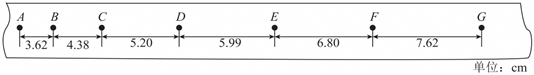 A B C D E F G
3.62 4.38 5.20 5.99 6.80 7.62
单位：cm